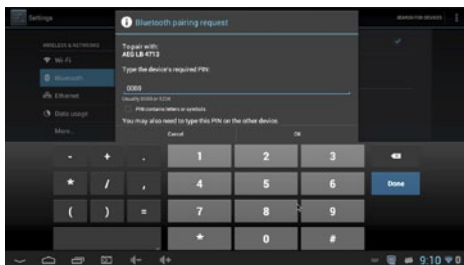 Settings
SEARCH FOR DEVICES
Bluetooth pairing request
WIRELESS & NETWORKS
Wi-Fi
Bluetooth
Ethernet
Data usage
More...
To pair with:
AEG LB-4713
Type the device's required PIN:
0000
Usually 0000 or 1234
PIN contains letters or symbols
You may also need to type this PIN on the other device.
Cancel OK
- + . 1 2 3
* / , 4 5 6 Done
( ) = 7 8 9
* 0 #
9:10